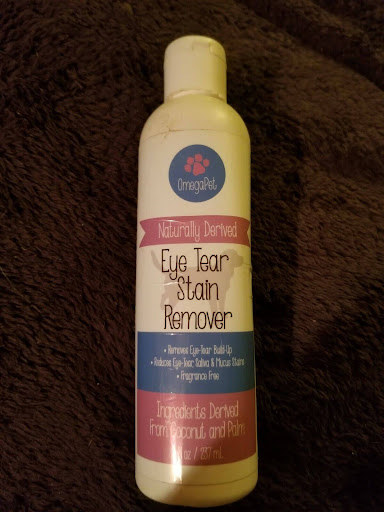 OmegaPet
Naturally Derived
Eye Tear
Stain
Remover
• Removes Eye-Tear Build-Up
• Reduces Eye-Tear Saliva & Mucus Stains
• Fragrance Free
Ingredients Derived
From Coconut and Palm
oz / 237 mL